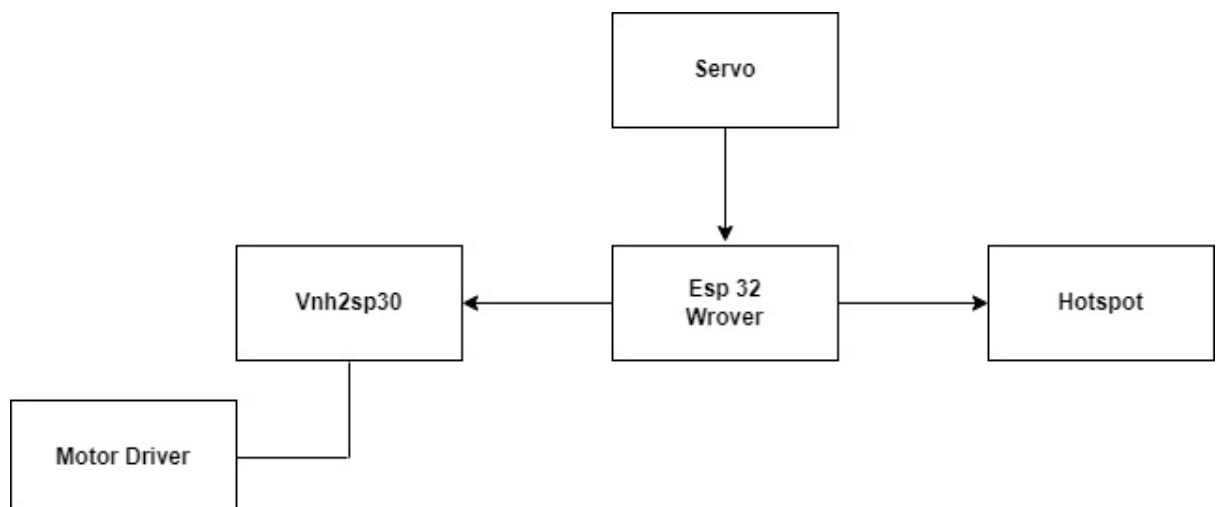 Servo
Vnh2sp30
Esp 32
Wrover
Hotspot
Motor Driver